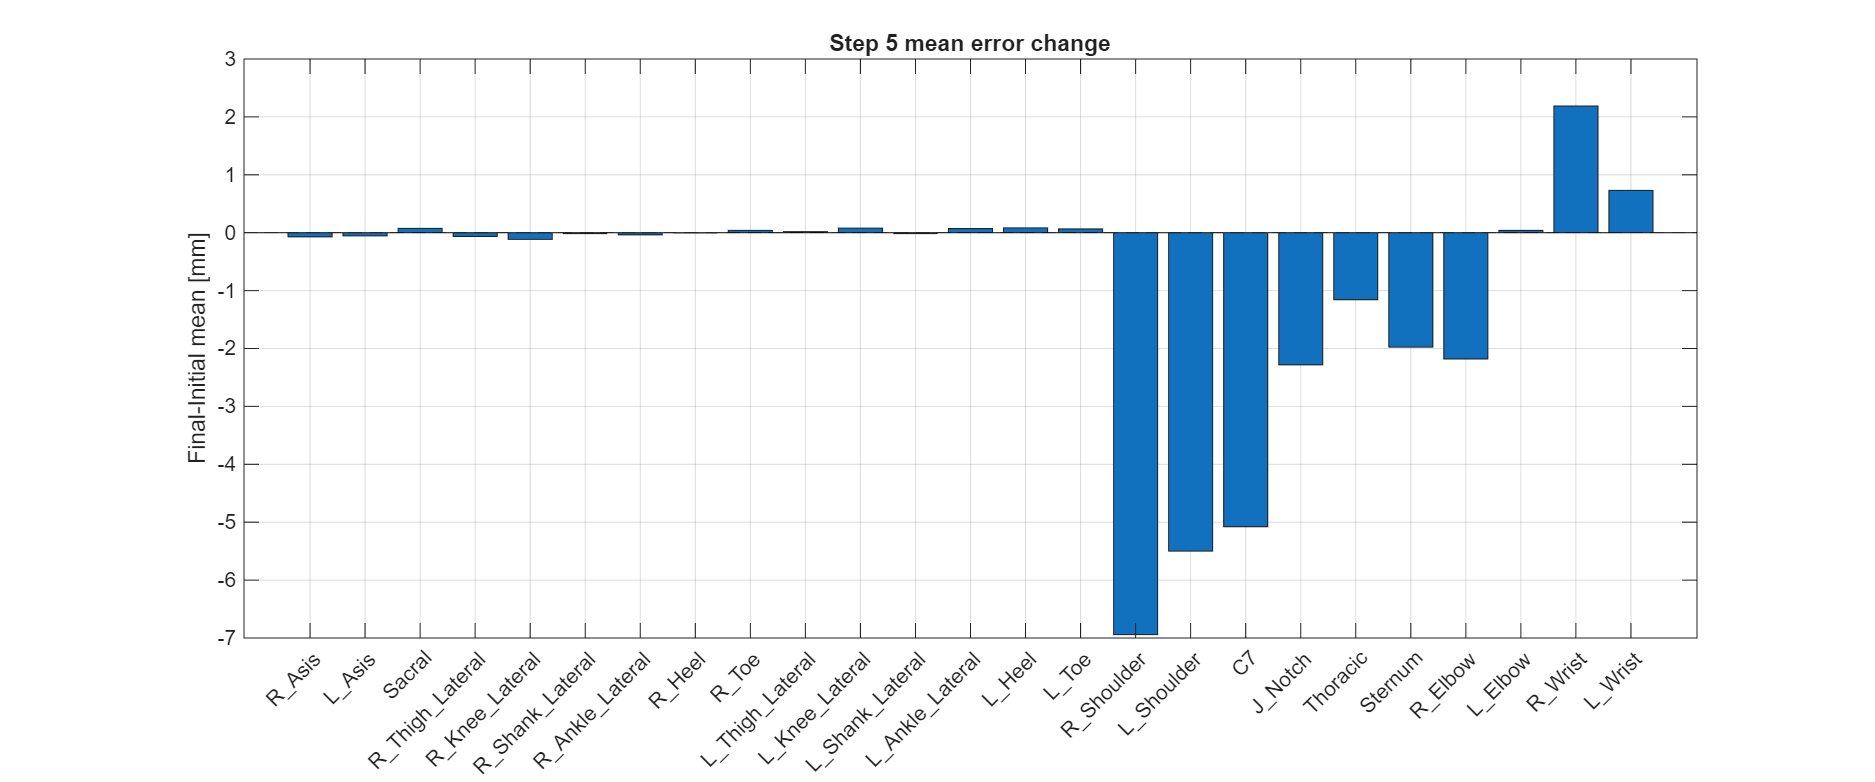 Step 5 mean error change
Final-Initial mean [mm]
3
2
1
0
-1
-2
-3
-4
-5
-6
-7
R_Asis
L_Asis
Sacral
R_Thigh_Lateral
R_Knee_Lateral
R_Shank_Lateral
R_Ankle_Lateral
R_Heel
R_Toe
L_Thigh_Lateral
L_Knee_Lateral
L_Shank_Lateral
L_Ankle_Lateral
L_Heel
L_Toe
R_Shoulder
L_Shoulder
C7
J_Notch
Thoracic
Sternum
R_Elbow
L_Elbow
R_Wrist
L_Wrist